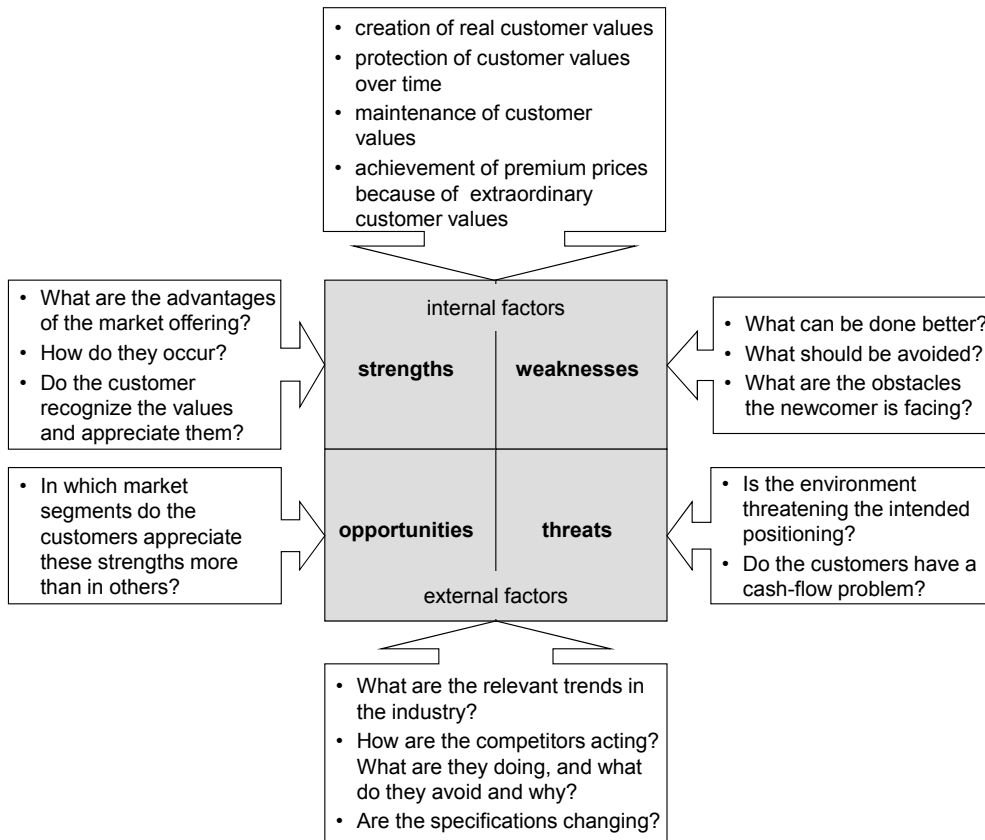 • creation of real customer values
• protection of customer values
over time
• maintenance of customer
values
• achievement of premium prices
because of extraordinary
customer values
• What are the advantages
of the market offering?
• How do they occur?
• Do the customer
recognize the values
and appreciate them?
internal factors
strengths
weaknesses
• What can be done better?
• What should be avoided?
• What are the obstacles
the newcomer is facing?
• In which market
segments do the
customers appreciate
these strengths more
than in others?
opportunities
threats
external factors
• Is the environment
threatening the intended
positioning?
• Do the customers have a
cash-flow problem?
• What are the relevant trends in
the industry?
• How are the competitors acting?
What are they doing, and what
do they avoid and why?
• Are the specifications changing?